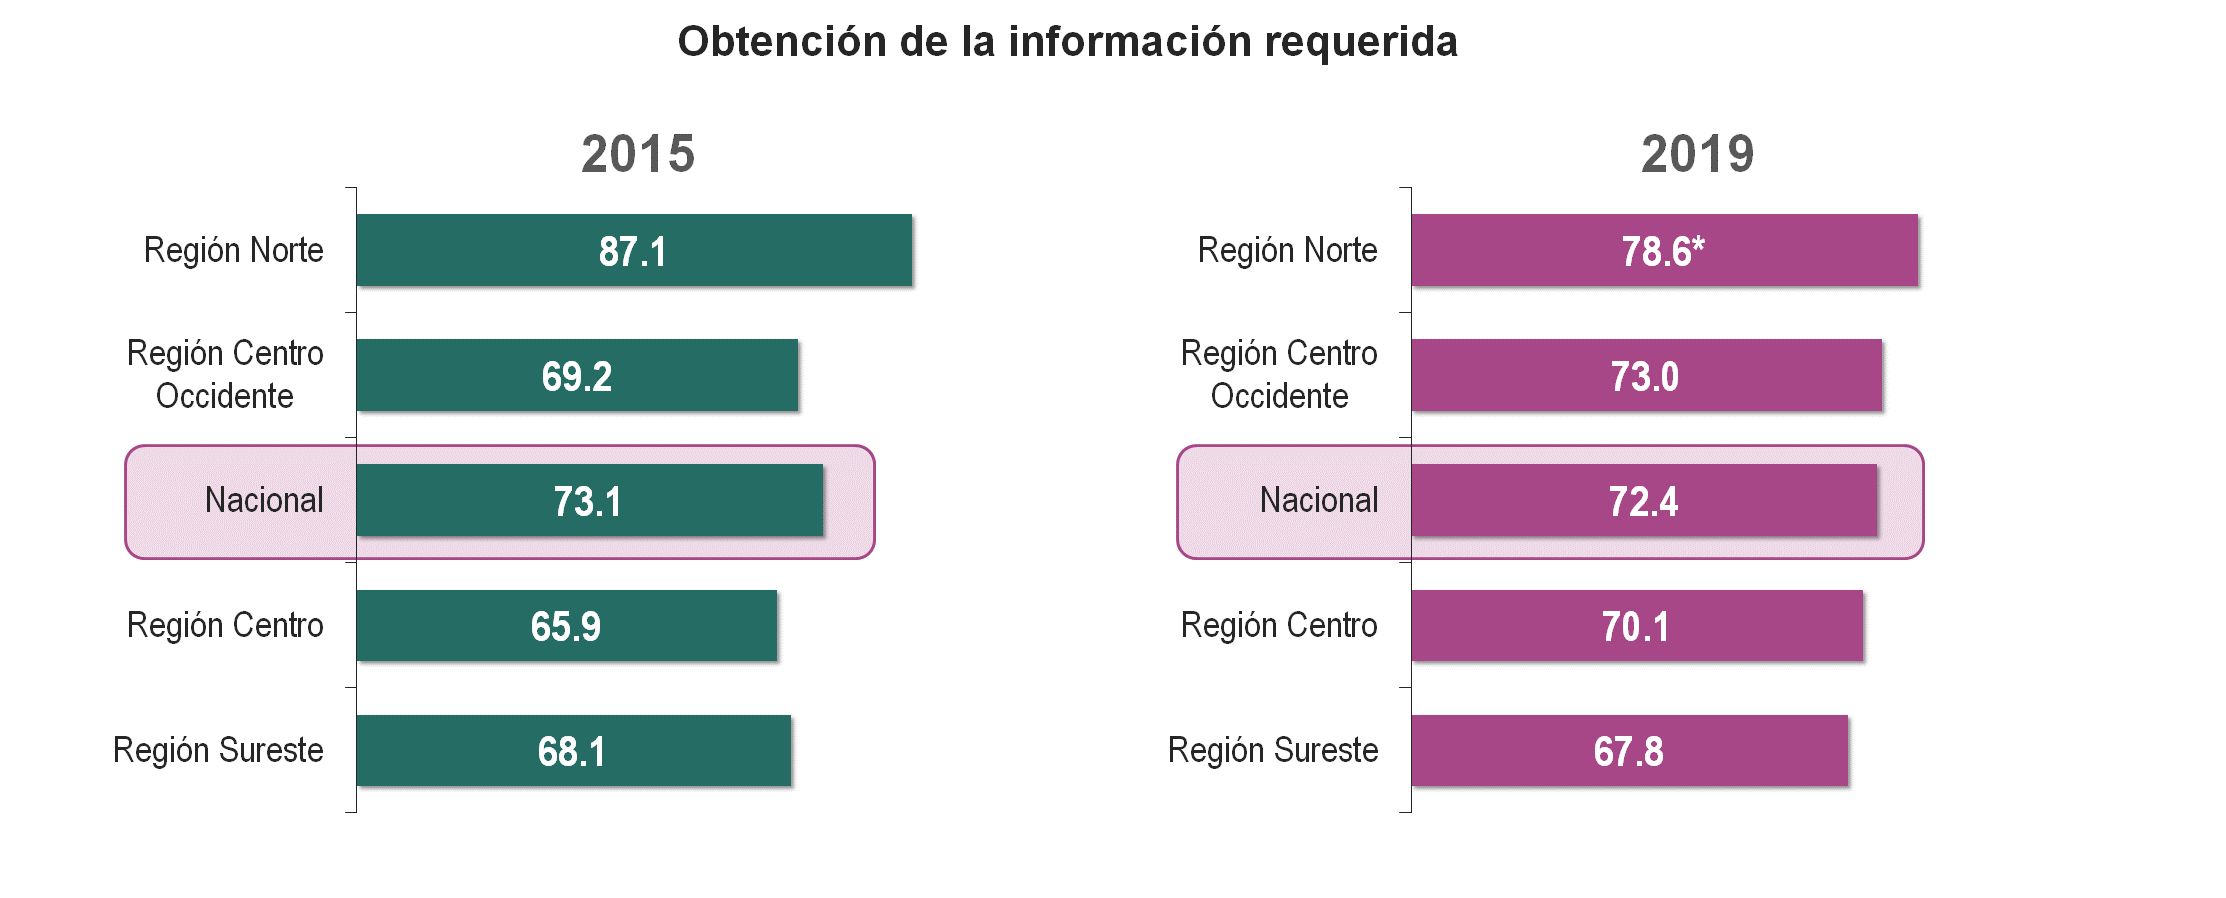 Obtención de la información requerida
2015
Región Norte
87.1
Región Centro
Occidente
69.2
Nacional
73.1
Región Centro
65.9
Región Sureste
68.1
2019
Región Norte
78.6*
Región Centro
Occidente
73.0
Nacional
72.4
Región Centro
70.1
Región Sureste
67.8